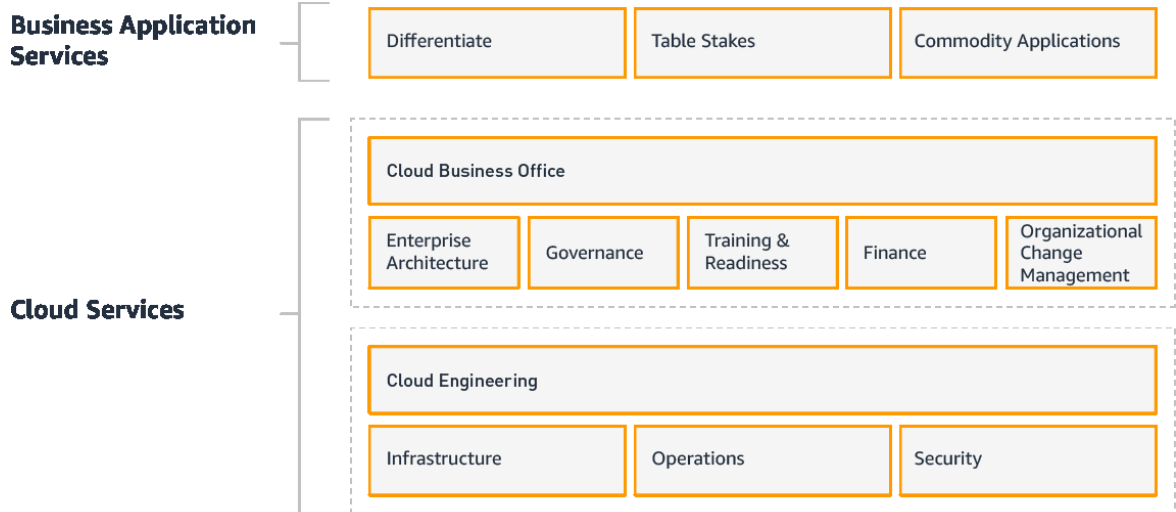 Business Application
Services
Differentiate
Table Stakes
Commodity Applications
Cloud Services
Cloud Business Office
Enterprise
Architecture
Governance
Training &
Readiness
Finance
Organizational
Change
Management
Cloud Engineering
Infrastructure
Operations
Security